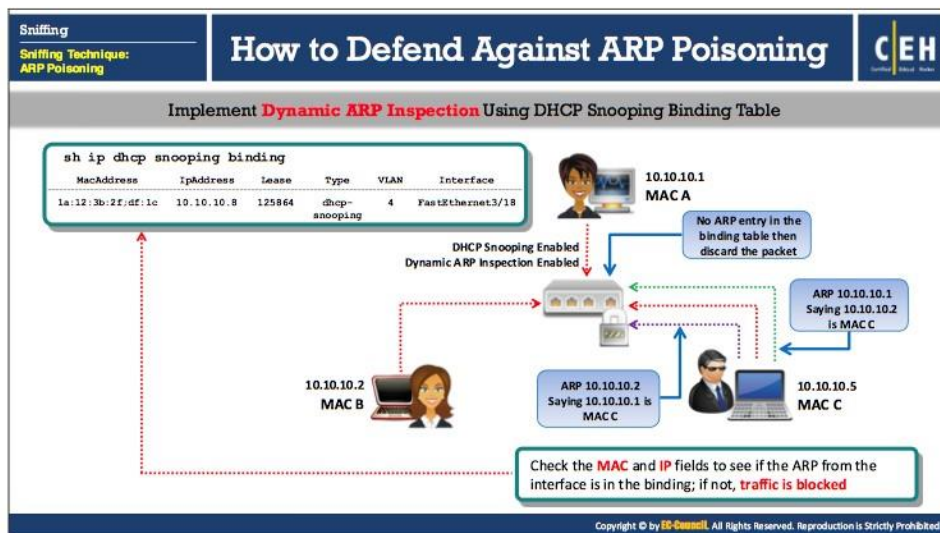 Sniffing
Sniffing Technique:
ARP Poisoning
How to Defend Against ARP Poisoning
C|EH
Certified Ethical Hacker
Implement Dynamic ARP Inspection Using DHCP Snooping Binding Table
sh ip dhcp snooping binding
MacAddress IpAddress Lease Type VLAN Interface
1a:12:3b:2f;df:1c 10.10.10.8 125864 dhcp- 4 FastEthernet3/18
snooping
10.10.10.1
MAC A
No ARP entry in the
binding table then
discard the packet
DHCP Snooping Enabled
Dynamic ARP Inspection Enabled
ARP 10.10.10.1
Saying 10.10.10.2
is MAC C
10.10.10.2
MAC B
ARP 10.10.10.2
Saying 10.10.10.1 is
MAC C
10.10.10.5
MAC C
Check the MAC and IP fields to see if the ARP from the
interface is in the binding; if not, traffic is blocked
Copyright © by EC-Council. All Rights Reserved. Reproduction is Strictly Prohibited.